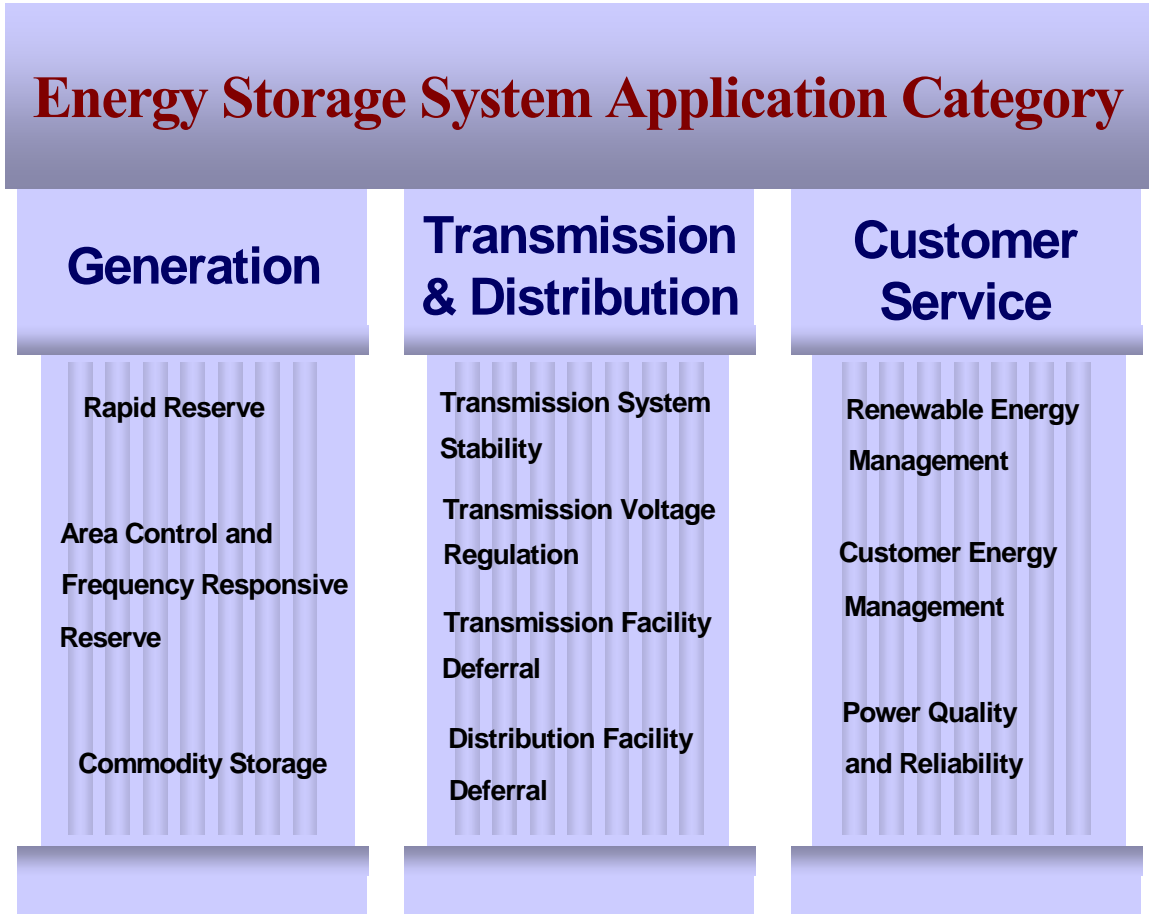 Energy Storage System Application Category
Generation
Rapid Reserve
Area Control and
Frequency Responsive
Reserve
Commodity Storage
Transmission
& Distribution
Transmission System
Stability
Transmission Voltage
Regulation
Transmission Facility
Deferral
Distribution Facility
Deferral
Customer
Service
Renewable Energy
Management
Customer Energy
Management
Power Quality
and Reliability